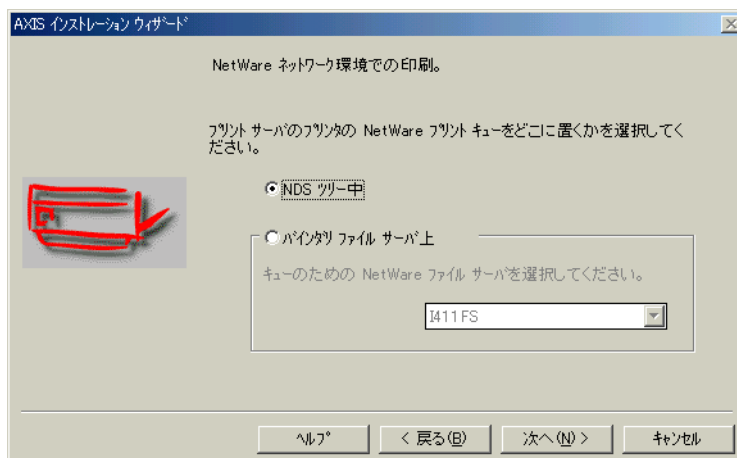 AXIS インストレーション ウィザード
NetWare ネットワーク環境での印刷。
プリント サーバのプリンタの NetWare プリント キューをどこに置くかを選択してく
ださい。
NDS ツリー中
バインダリ ファイル サーバ上
キューのための NetWare ファイル サーバを選択してください。
I411FS
ヘルプ
< 戻る(B)
次へ(N) >
キャンセル